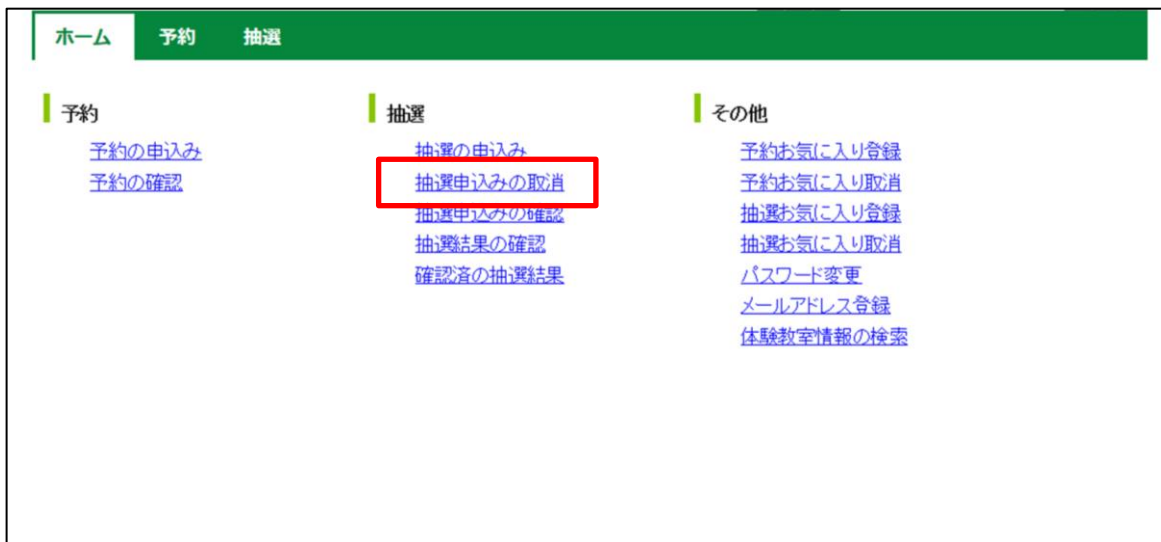 ホーム 予約 抽選
予約
予約の申込み
予約の確認
抽選
抽選の申込み
抽選申込みの取消
抽選申込みの確認
抽選結果の確認
確認済の抽選結果
その他
予約お気に入り登録
予約お気に入り取消
抽選お気に入り登録
抽選お気に入り取消
パスワード変更
メールアドレス登録
体験教室情報の検索